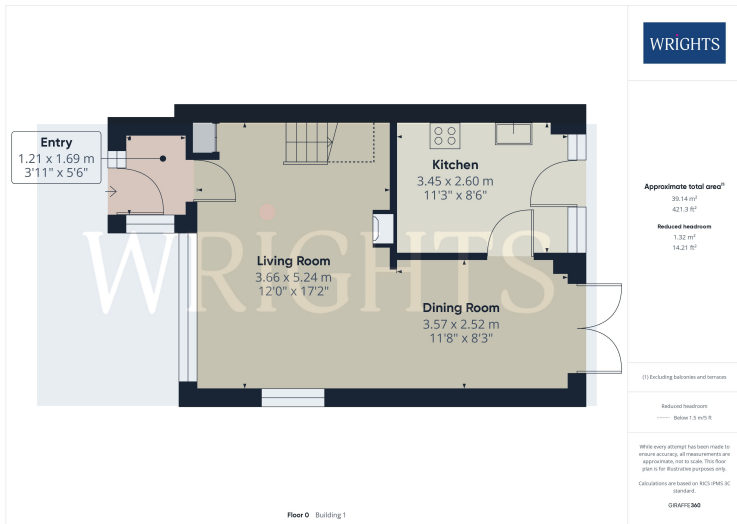 WRIGHTS
Entry
1.21 x 1.69 m
3'11" x 5'6"
Kitchen
3.45 x 2.60 m
11'3" x 8'6"
Living Room
3.66 x 5.24 m
12'0" x 17'2"
Dining Room
3.57 x 2.52 m
11'8" x 8'3"
WRIGHTS
Floor 0 Building 1
Approximate total area⁽¹⁾
39.14 m²
421.3 ft²
Reduced headroom
1.32 m²
14.21 ft²
(1) Excluding balconies and terraces
Reduced headroom
Below 1.5 m/5 ft
While every attempt has been made to
ensure accuracy, all measurements are
approximate, not to scale. This floor
plan is for illustrative purposes only.
Calculations are based on RICS IPMS 3C
standard.
GIRAFFE360